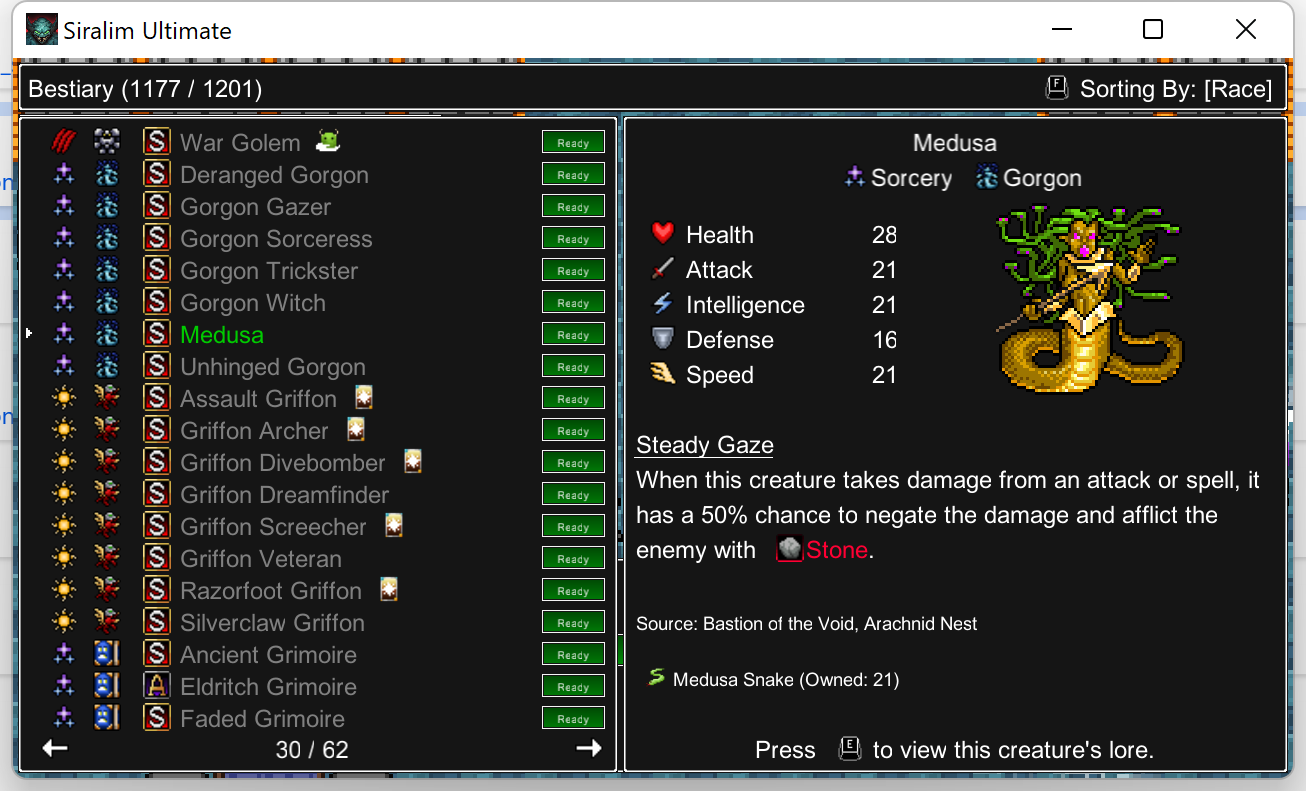 Siralim Ultimate
Bestiary (1177 / 1201)
F Sorting By: [Race]
S War Golem Ready
S Deranged Gorgon Ready
S Gorgon Gazer Ready
S Gorgon Sorceress Ready
S Gorgon Trickster Ready
S Gorgon Witch Ready
S Medusa Ready
S Unhinged Gorgon Ready
S Assault Griffon Ready
S Griffon Archer Ready
S Griffon Divebomber Ready
S Griffon Dreamfinder Ready
S Griffon Screecher Ready
S Griffon Veteran Ready
S Razorfoot Griffon Ready
S Silverclaw Griffon Ready
S Ancient Grimoire Ready
A Eldritch Grimoire Ready
S Faded Grimoire Ready
30 / 62
Medusa
Sorcery Gorgon
Health 28
Attack 21
Intelligence 21
Defense 16
Speed 21
Steady Gaze
When this creature takes damage from an attack or spell, it
has a 50% chance to negate the damage and afflict the
enemy with Stone.
Source: Bastion of the Void, Arachnid Nest
Medusa Snake (Owned: 21)
Press E to view this creature's lore.